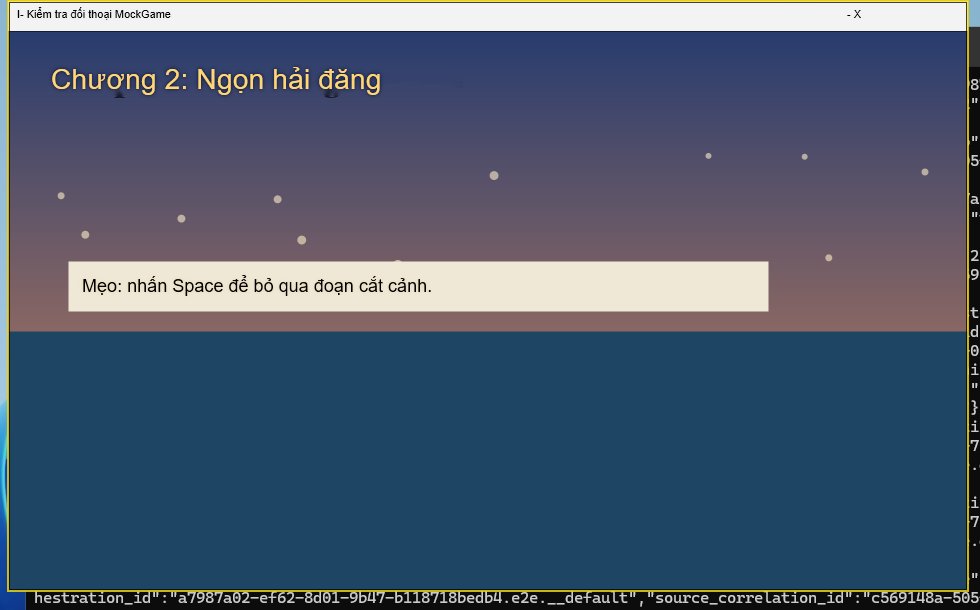 I- Kiểm tra đối thoại MockGame
- X
Chương 2: Ngọn hải đăng
Mẹo: nhấn Space để bỏ qua đoạn cắt cảnh.
hestration_id":"a7987a02-ef62-8d01-9b47-b118718bedb4.e2e.__default","source_correlation_id":"c569148a-505